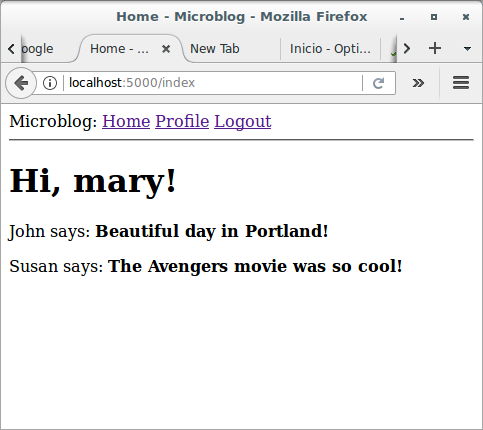 Home - Microblog - Mozilla Firefox
oogle Home - ... New Tab Inicio - Opti...
localhost:5000/index
Microblog: Home Profile Logout
Hi, mary!
John says: Beautiful day in Portland!
Susan says: The Avengers movie was so cool!